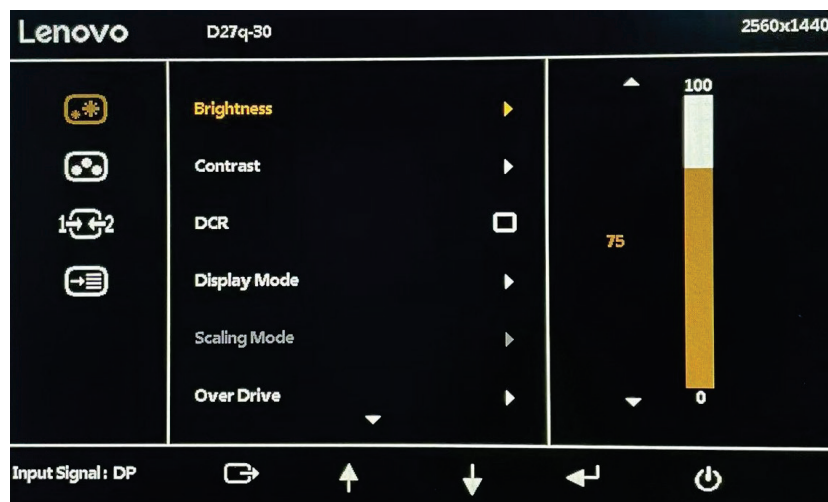 Lenovo D27q-30 2560x1440
Brightness
Contrast
DCR
Display Mode
Scaling Mode
Over Drive
100
75
0
1 2
Input Signal : DP